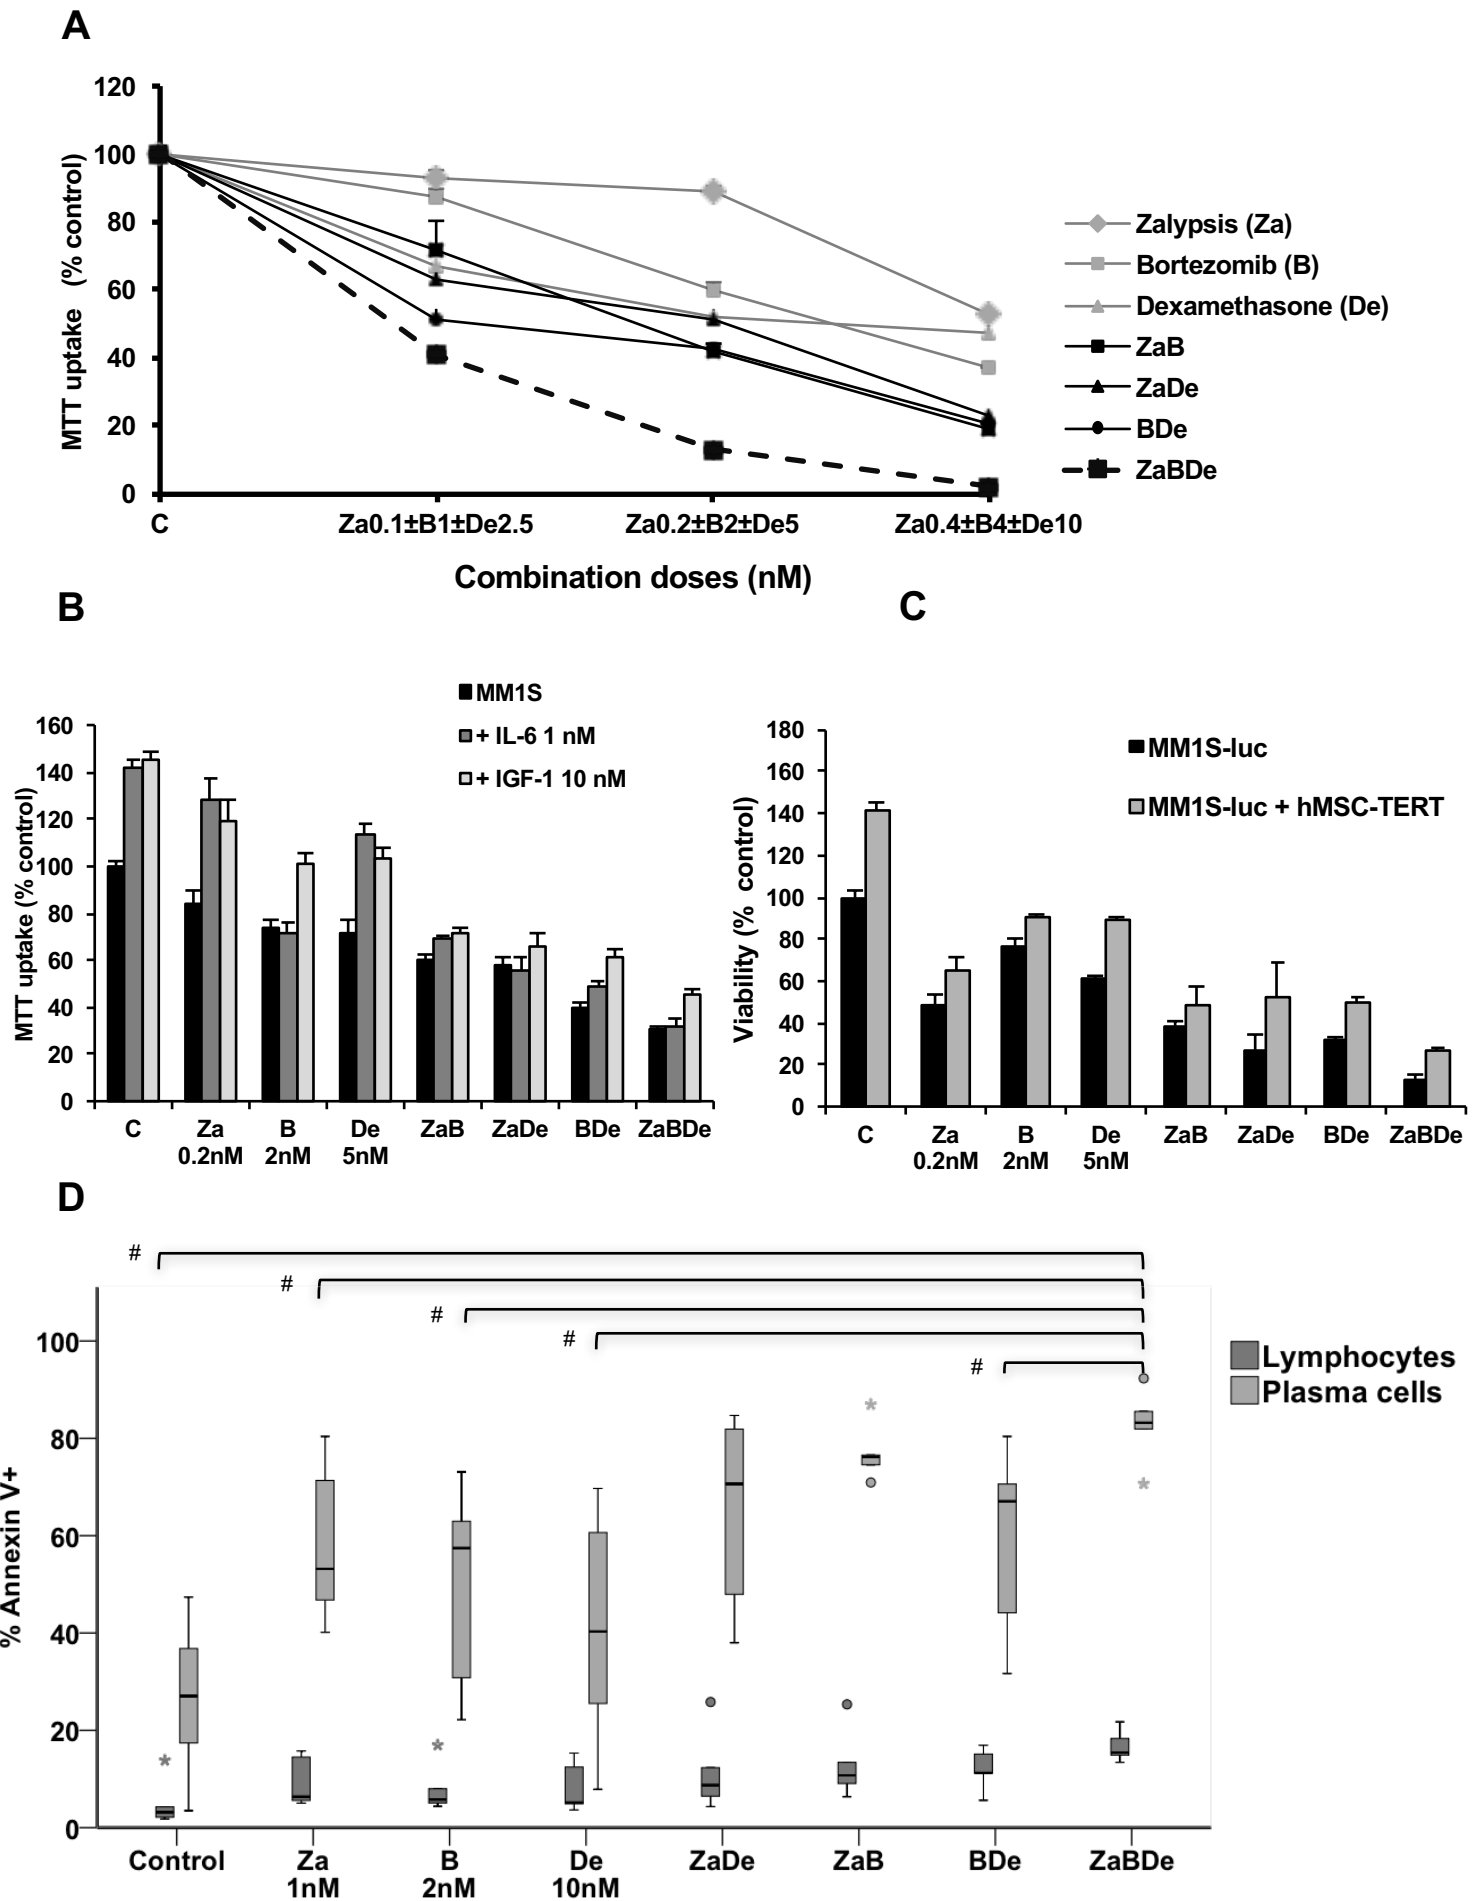 A
120
100
80
60
40
20
0
MTT uptake (% control)
C
Za0.1±B1±De2.5
Za0.2±B2±De5
Za0.4±B4±De10
Combination doses (nM)
Zalypsis (Za)
Bortezomib (B)
Dexamethasone (De)
ZaB
ZaDe
BDe
ZaBDe
B
MM1S
+ IL-6 1 nM
+ IGF-1 10 nM
160
140
120
100
80
60
40
20
0
MTT uptake (% control)
C
Za
0.2nM
B
2nM
De
5nM
ZaB
ZaDe
BDe
ZaBDe
C
MM1S-luc
MM1S-luc + hMSC-TERT
180
160
140
120
100
80
60
40
20
0
Viability (% control)
C
Za
0.2nM
B
2nM
De
5nM
ZaB
ZaDe
BDe
ZaBDe
D
#
#
#
#
#
100
80
60
40
20
0
% Annexin V+
*
*
*
*
Lymphocytes
Plasma cells
Control
Za
1nM
B
2nM
De
10nM
ZaDe
ZaB
BDe
ZaBDe